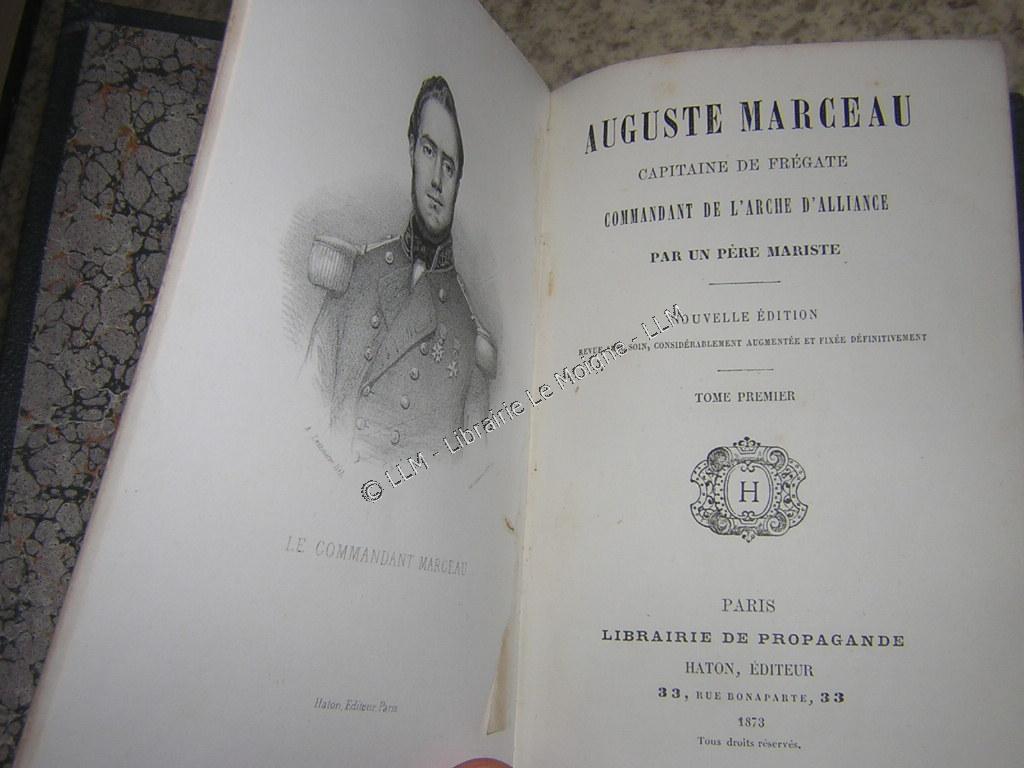 LE COMMANDANT MARCEAU
Haton, Editeur, Paris
AUGUSTE MARCEAU
CAPITAINE DE FRÉGATE
COMMANDANT DE L'ARCHE D'ALLIANCE
PAR UN PÈRE MARISTE
NOUVELLE ÉDITION
REVUE SOIN, CONSIDÉRABLEMENT AUGMENTÉE ET FIXÉE DÉFINITIVEMENT
TOME PREMIER
H
PARIS
LIBRAIRIE DE PROPAGANDE
HATON, ÉDITEUR
33, RUE BONAPARTE, 33
1873
Tous droits réservés.
© LLM - Librairie Le Moigne - LLM